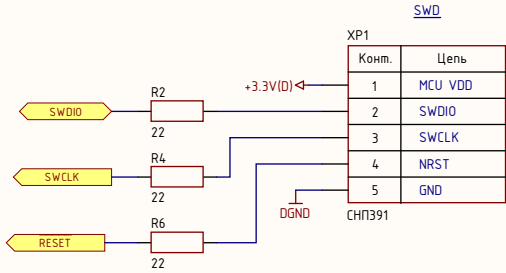 SWD
XP1
Конт. Цепь
+3.3V(D) 1 MCU VDD
R2
SWDIO 2 SWDIO
22
3 SWCLK
R4
SWCLK 4 NRST
22
5 GND
DGND СНП391
R6
RESET
22